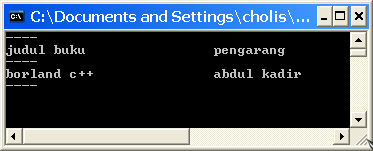 C:\Documents and Settings\cholis\...
----
judul buku pengarang
----
borland c++ abdul kadir
----